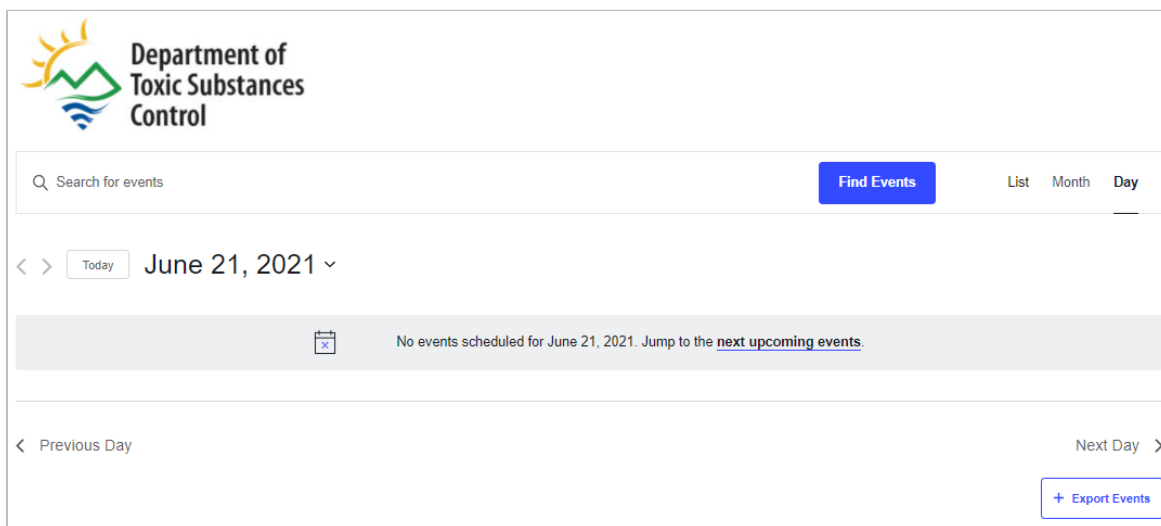 Department of
Toxic Substances
Control
Search for events
Find Events
List Month Day
Today June 21, 2021
No events scheduled for June 21, 2021. Jump to the next upcoming events.
Previous Day
Next Day
+ Export Events